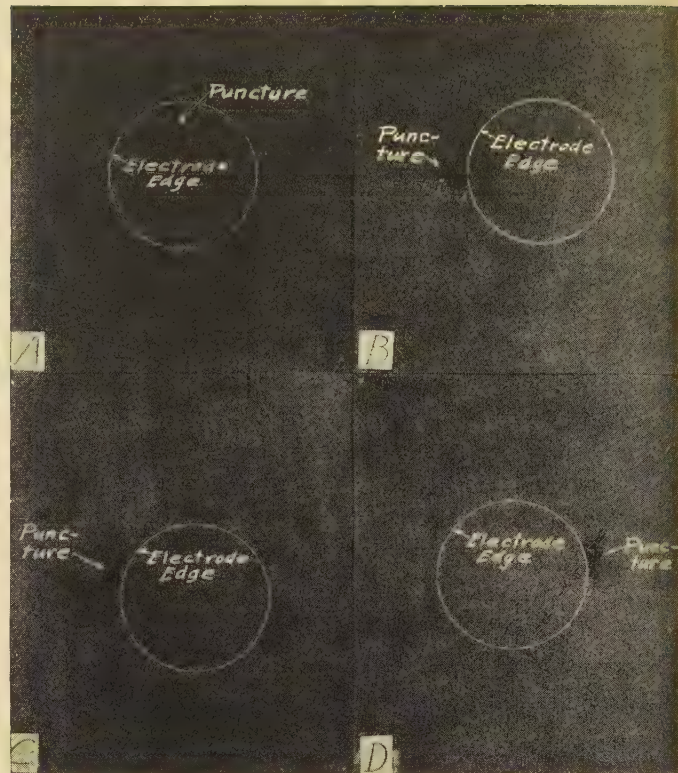 Puncture
Electrode
Edge
A
Punc-
ture
Electrode
Edge
B
Punc-
ture
Electrode
Edge
C
Electrode
Edge
Punc-
ture
D